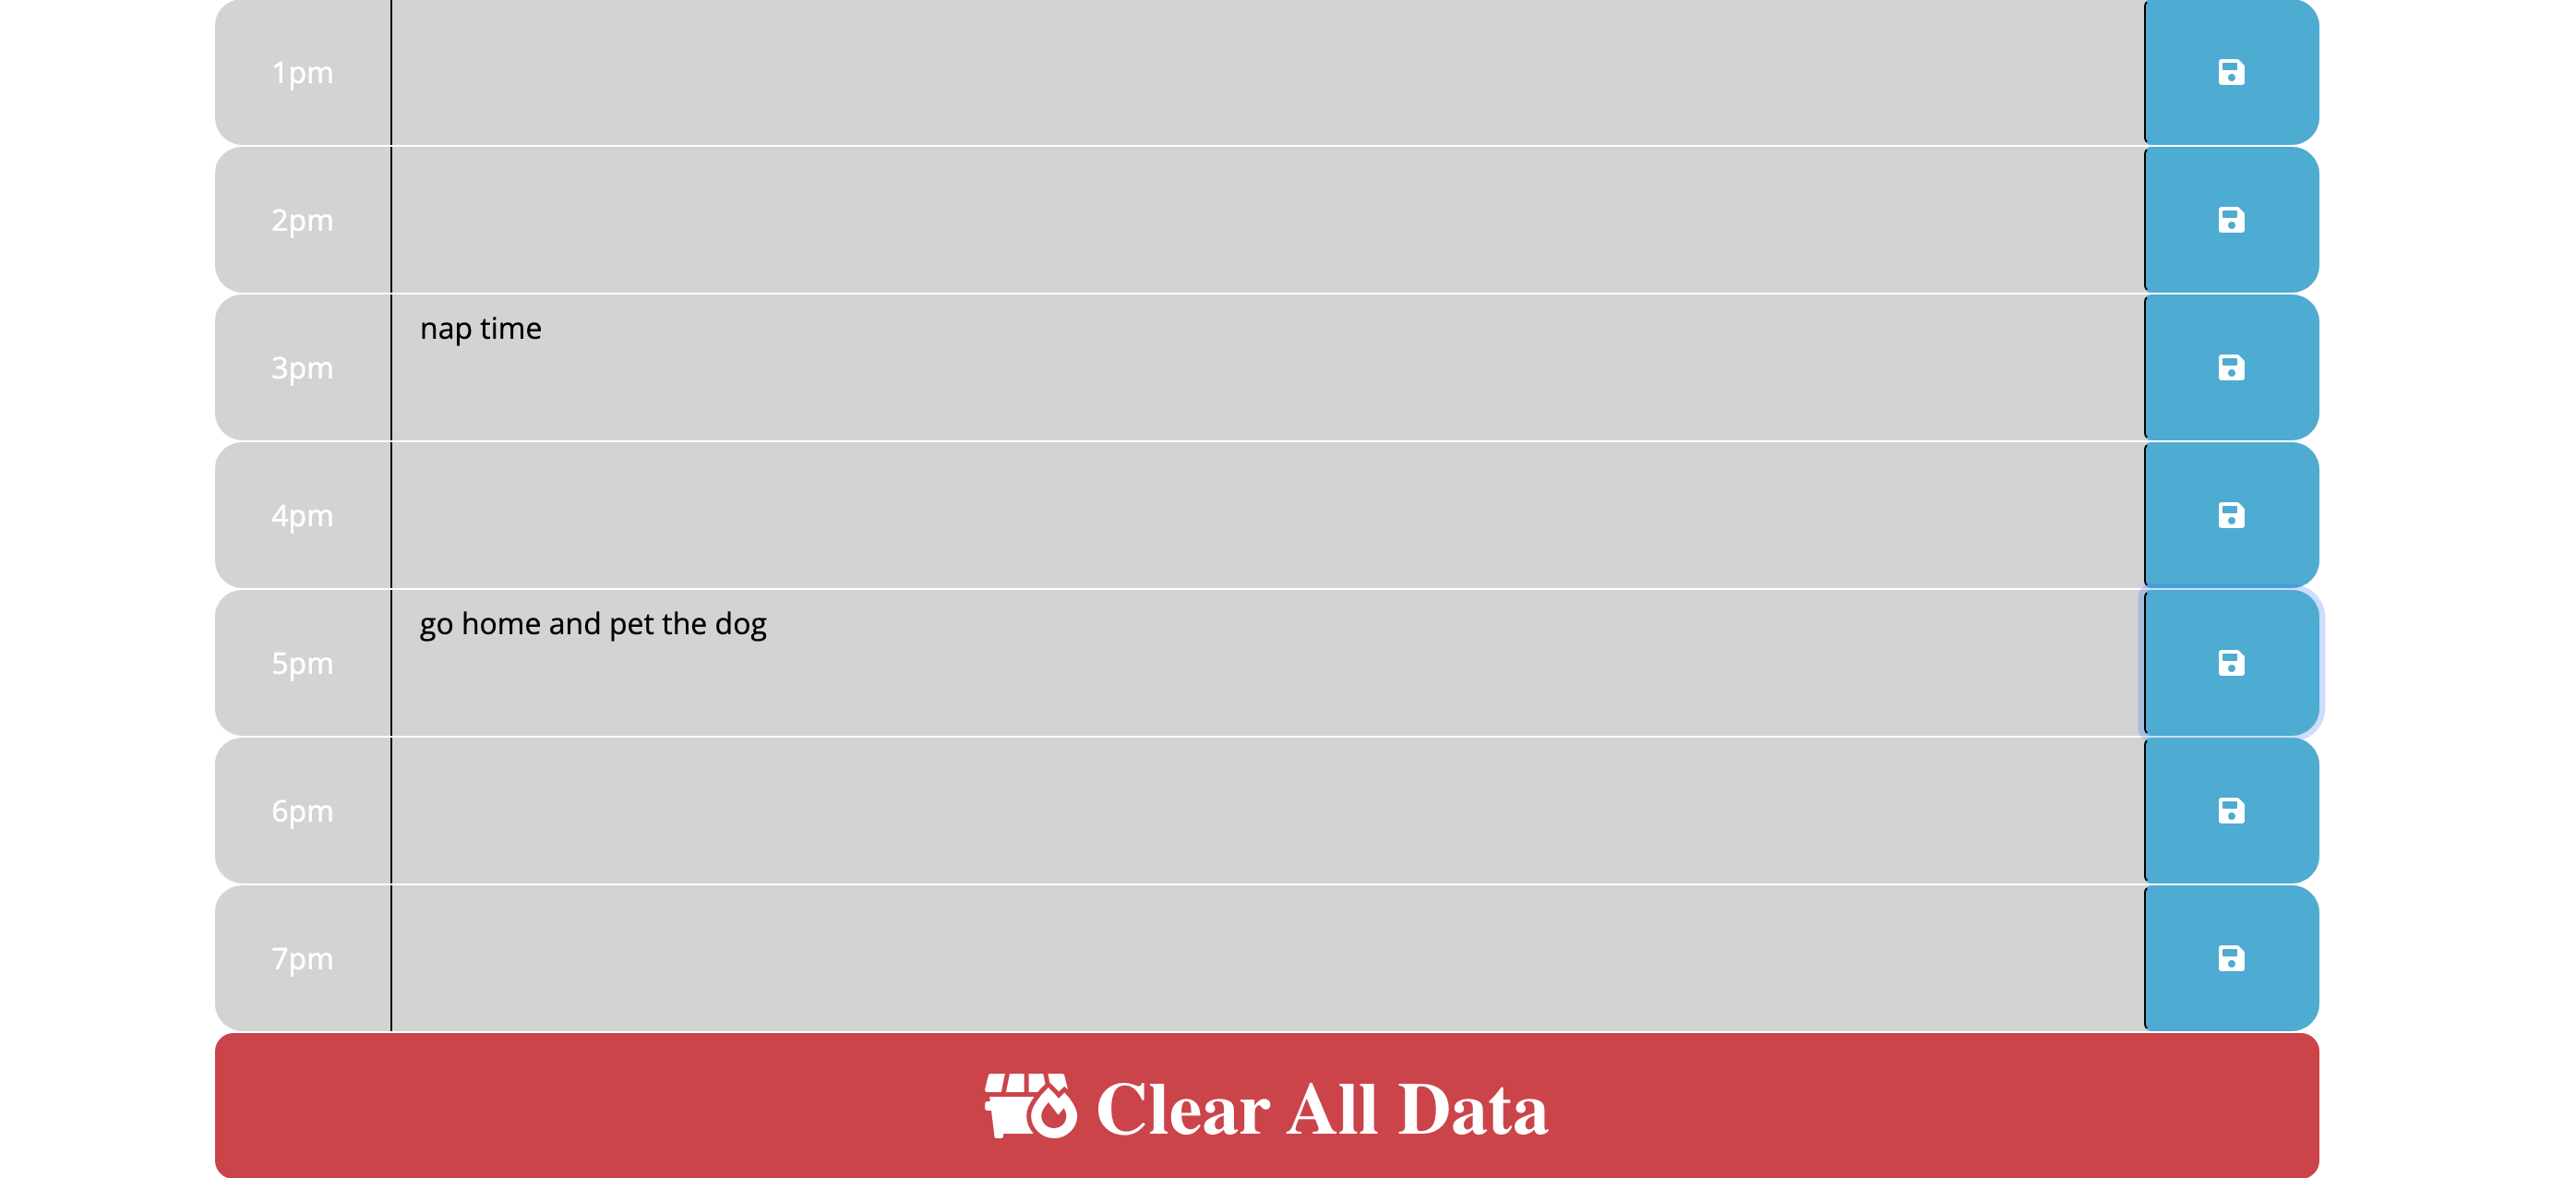 1pm
2pm
nap time
3pm
4pm
go home and pet the dog
5pm
6pm
7pm
Clear All Data